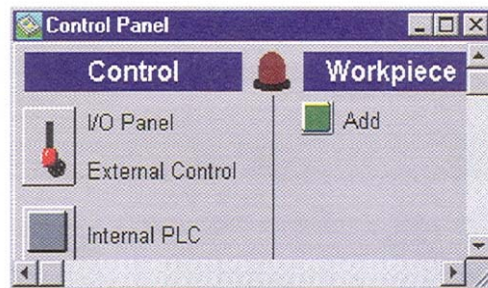 Control Panel
Control
Workpiece
I/O Panel
Add
External Control
Internal PLC